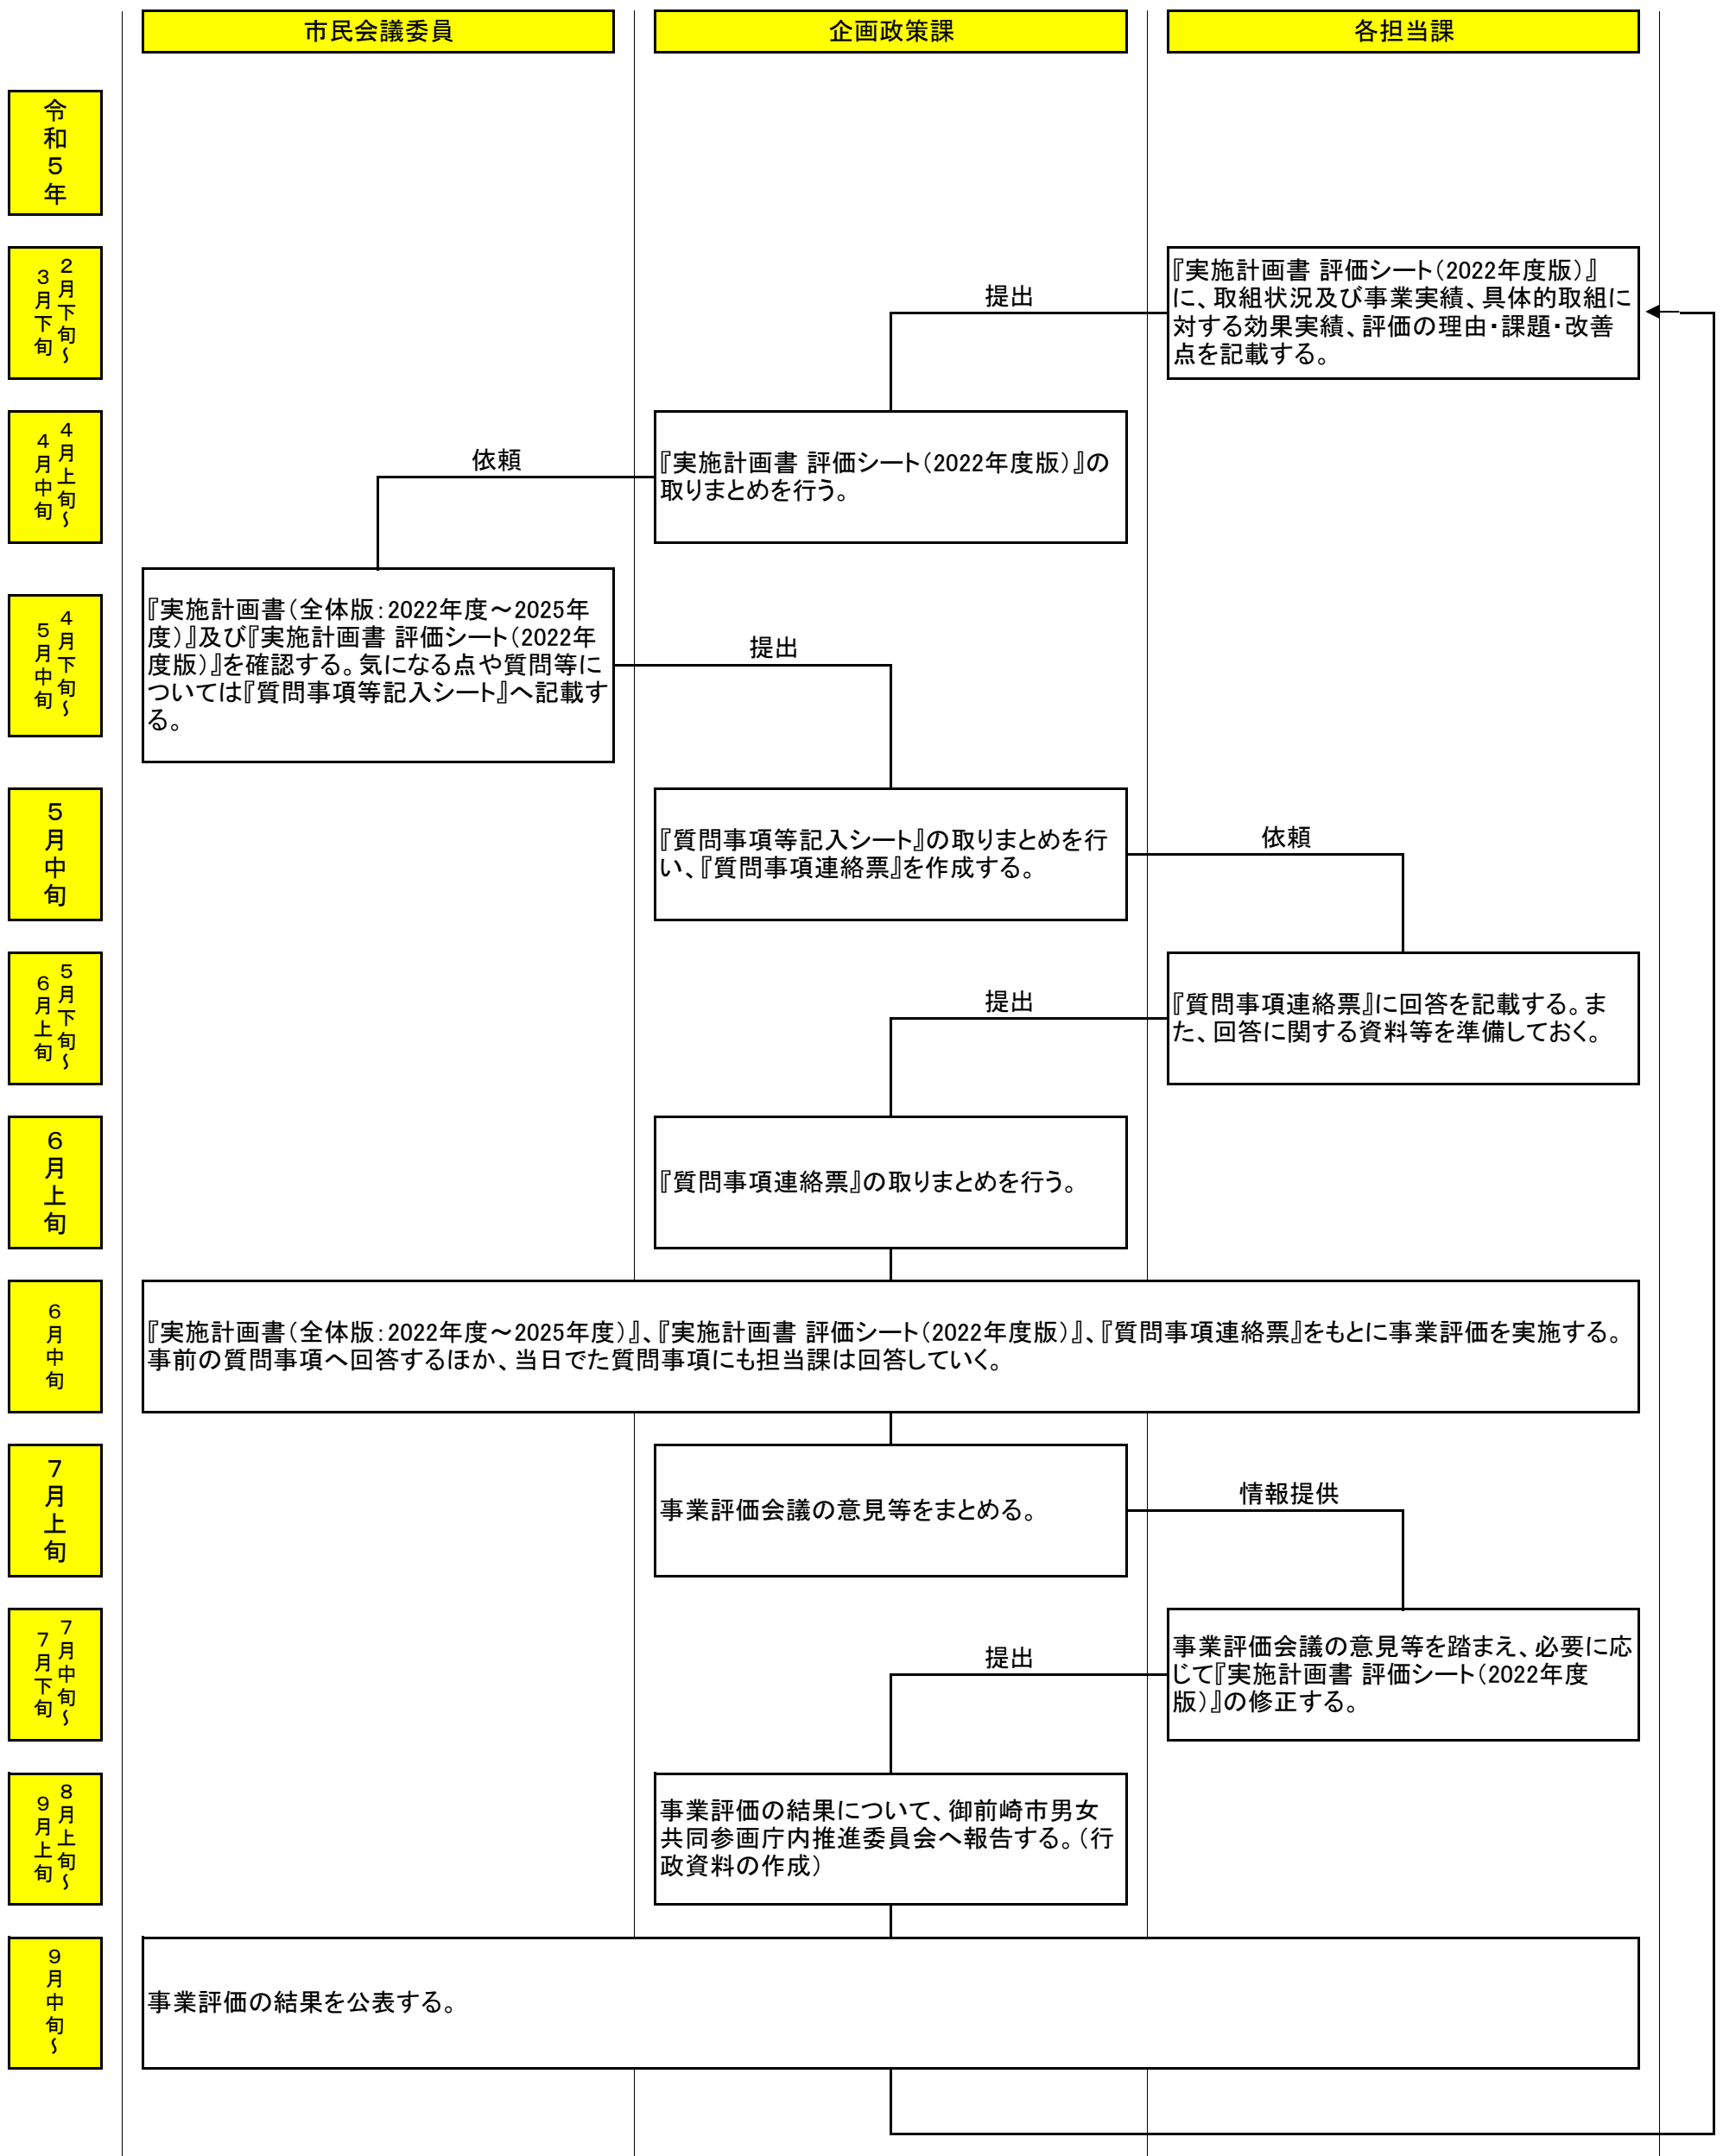 市民会議委員
企画政策課
各担当課
令和５年
２月下旬～
３月下旬
『実施計画書 評価シート（2022年度版）』
に、取組状況及び事業実績、具体的取組に
対する効果実績、評価の理由・課題・改善
点を記載する。
提出
４月上旬～
４月中旬
『実施計画書 評価シート（2022年度版）』の
取りまとめを行う。
依頼
４月下旬～
５月中旬
『実施計画書（全体版：2022年度～2025年
度）』及び『実施計画書 評価シート（2022年
度版）』を確認する。気になる点や質問等に
ついては『質問事項等記入シート』へ記載す
る。
提出
５月中旬
『質問事項等記入シート』の取りまとめを行
い、『質問事項連絡票』を作成する。
依頼
５月下旬～
６月上旬
『質問事項連絡票』に回答を記載する。ま
た、回答に関する資料等を準備しておく。
提出
６月上旬
『質問事項連絡票』の取りまとめを行う。
６月中旬
『実施計画書（全体版：2022年度～2025年度）』、『実施計画書 評価シート（2022年度版）』、『質問事項連絡票』をもとに事業評価を実施する。
事前の質問事項へ回答するほか、当日でた質問事項にも担当課は回答していく。
７月上旬
事業評価会議の意見等をまとめる。
情報提供
７月中旬～
７月下旬
事業評価会議の意見等を踏まえ、必要に応
じて『実施計画書 評価シート（2022年度
版）』の修正する。
提出
８月上旬～
９月上旬
事業評価の結果について、御前崎市男女
共同参画庁内推進委員会へ報告する。（行
政資料の作成）
９月中旬～
事業評価の結果を公表する。